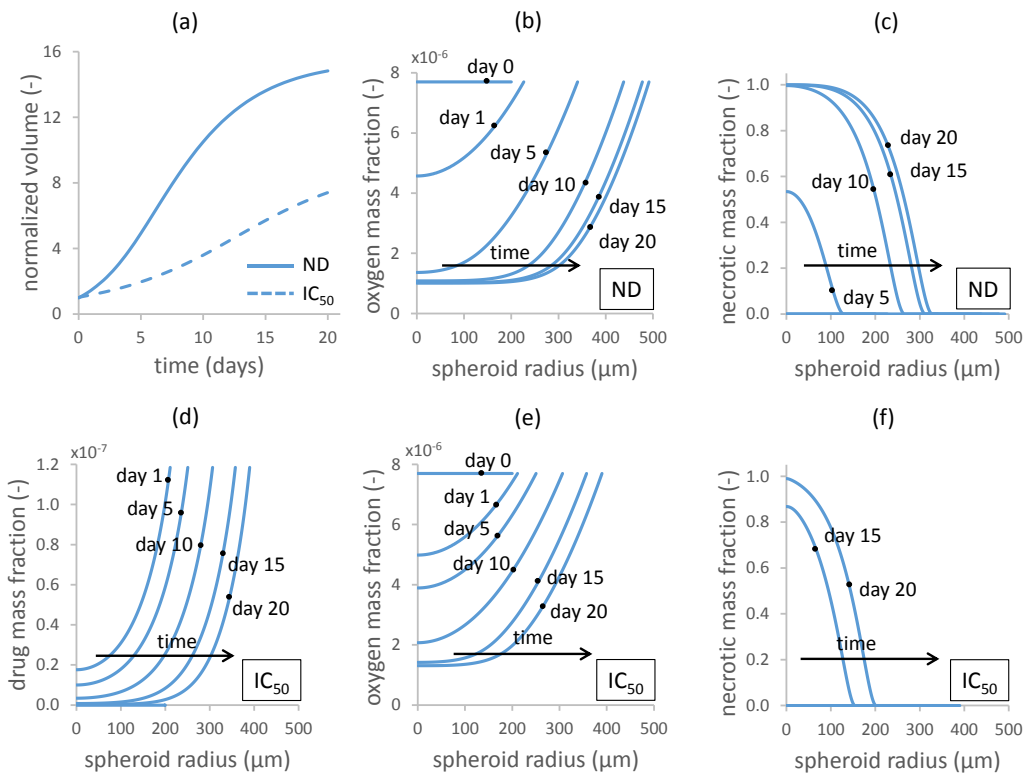 (a)
16
12
8
4
0
0
5
10
15
20
normalized volume (-)
time (days)
ND
IC50
(b)
x10-6
8
6
4
2
0
0
100
200
300
400
500
oxygen mass fraction (-)
spheroid radius (µm)
day 0
day 1
day 5
day 10
day 15
day 20
time
ND
(c)
1.0
0.8
0.6
0.4
0.2
0.0
0
100
200
300
400
500
necrotic mass fraction (-)
spheroid radius (µm)
day 20
day 15
day 10
time
day 5
ND
(d)
x10-7
1.2
1.0
0.8
0.6
0.4
0.2
0.0
0
100
200
300
400
500
drug mass fraction (-)
spheroid radius (µm)
day 1
day 5
day 10
day 15
day 20
time
IC50
(e)
x10-6
8
6
4
2
0
0
100
200
300
400
500
oxygen mass fraction (-)
spheroid radius (µm)
day 0
day 1
day 5
day 10
day 15
day 20
time
IC50
(f)
1.0
0.8
0.6
0.4
0.2
0.0
0
100
200
300
400
500
necrotic mass fraction (-)
spheroid radius (µm)
day 15
day 20
time
IC50